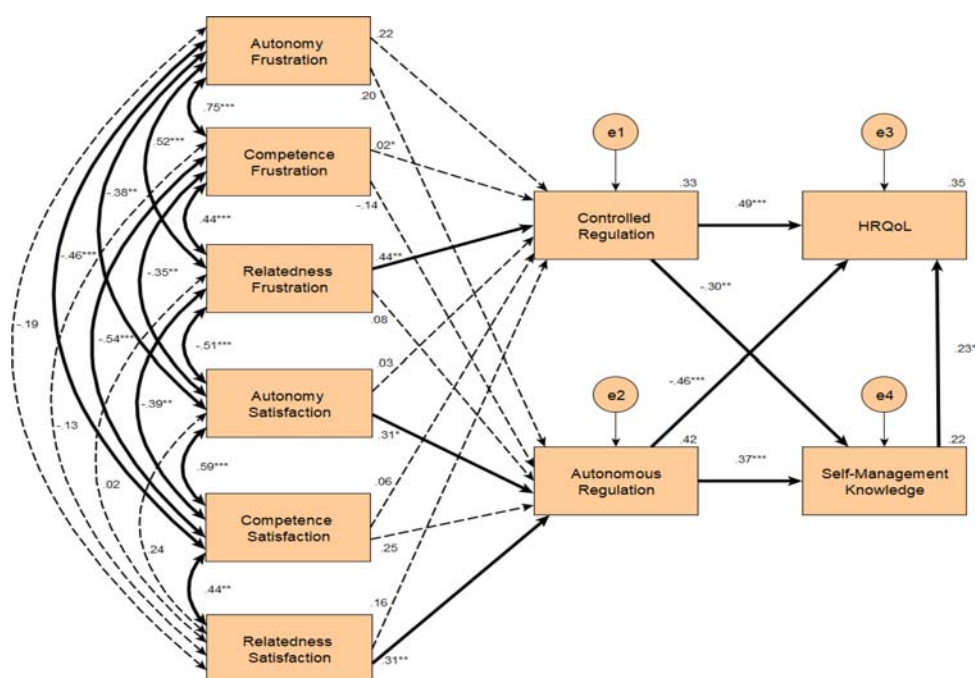 Autonomy
Frustration
.22
.20
.75***
Competence
Frustration
.02*
-.14
.52***
-.38**
.44***
Relatedness
Frustration
.44**
.08
-.46***
-.35**
-.19
-.54***
-.51***
Autonomy
Satisfaction
.03
.31*
-.39**
-.13
.59***
.02
Competence
Satisfaction
.06
.25
.24
.44**
Relatedness
Satisfaction
.16
.31**
e1
.33
Controlled
Regulation
.49***
-.30**
e2
.42
Autonomous
Regulation
-.46***
.37***
e3
.35
HRQoL
.23*
e4
.22
Self-Management
Knowledge